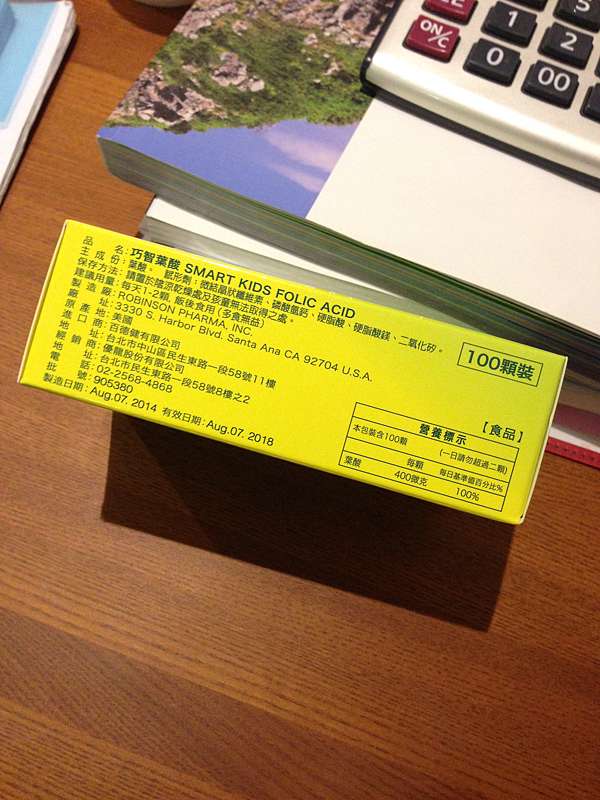 ON/C
1
2
5
0
00
品　　名：巧智葉酸 SMART KIDS FOLIC ACID
主 成 份：葉酸。 賦形劑：微結晶狀纖維素、磷酸氫鈣、硬脂酸、硬脂酸鎂、二氧化矽。
保存方法：請置於陰涼乾燥處及孩童無法取得之處。
建議用量：每天1-2顆，飯後食用 (多食無益)
製 造 廠：ROBINSON PHARMA, INC.
廠　　址：3330 S. Harbor Blvd. Santa Ana CA 92704 U.S.A.
原 產 地：美國
進 口 商：百德健有限公司
地　　址：台北市中山區民生東路一段58號11樓
經 銷 商：優龍股份有限公司
地　　址：台北市民生東路一段58號8樓之2
電　　話：02-2568-4868
批　　號：905380
製造日期：Aug.07. 2014 有效日期：Aug.07. 2018
100顆裝
【食品】
營養標示
本包裝含100顆 (一日請勿超過二顆)
每顆 每日基準值百分比%
葉酸 400微克 100%